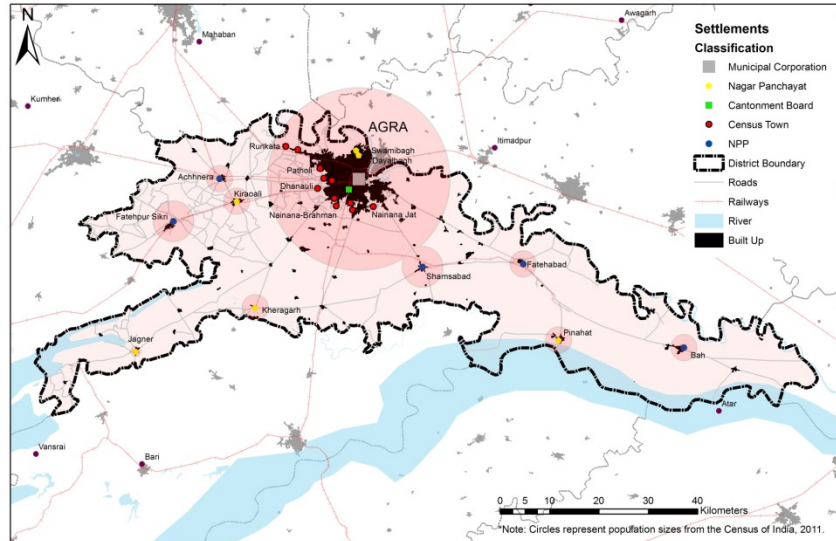 N
Mahaban
Awagarh
Kumher
Itimadpur
AGRA
Runkata
Swamibagh
Dayalbagh
Patholi
Achhnera
Dhanauli
Kiraoali
Fatehpur Sikri
Nainana-Brahman
Nainana Jat
Shamsabad
Fatehabad
Kheragarh
Pinahat
Bah
Jagner
Atar
Vansrai
Bari
Settlements
Classification
Municipal Corporation
Nagar Panchayat
Cantonment Board
Census Town
NPP
District Boundary
Roads
Railways
River
Built Up
0 5 10 20 30 40
Kilometers
*Note: Circles represent population sizes from the Census of India, 2011.